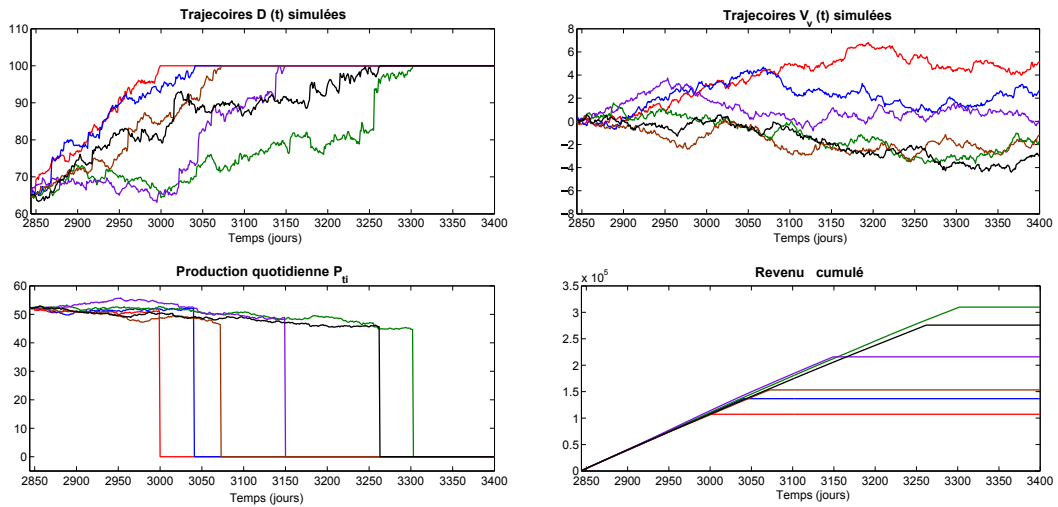 Trajecoires D (t) simulées
110
100
90
80
70
60
2850 2900 2950 3000 3050 3100 3150 3200 3250 3300 3350 3400
Temps (jours)
Trajecoires V_v (t) simulées
8
6
4
2
0
−2
−4
−6
−8
2850 2900 2950 3000 3050 3100 3150 3200 3250 3300 3350 3400
Temps (jours)
Production quotidienne P_ti
60
50
40
30
20
10
0
2850 2900 2950 3000 3050 3100 3150 3200 3250 3300 3350 3400
Temps (jours)
Revenu cumulé
x 10^5
3.5
3
2.5
2
1.5
1
0.5
0
2850 2900 2950 3000 3050 3100 3150 3200 3250 3300 3350 3400
Temps (jours)